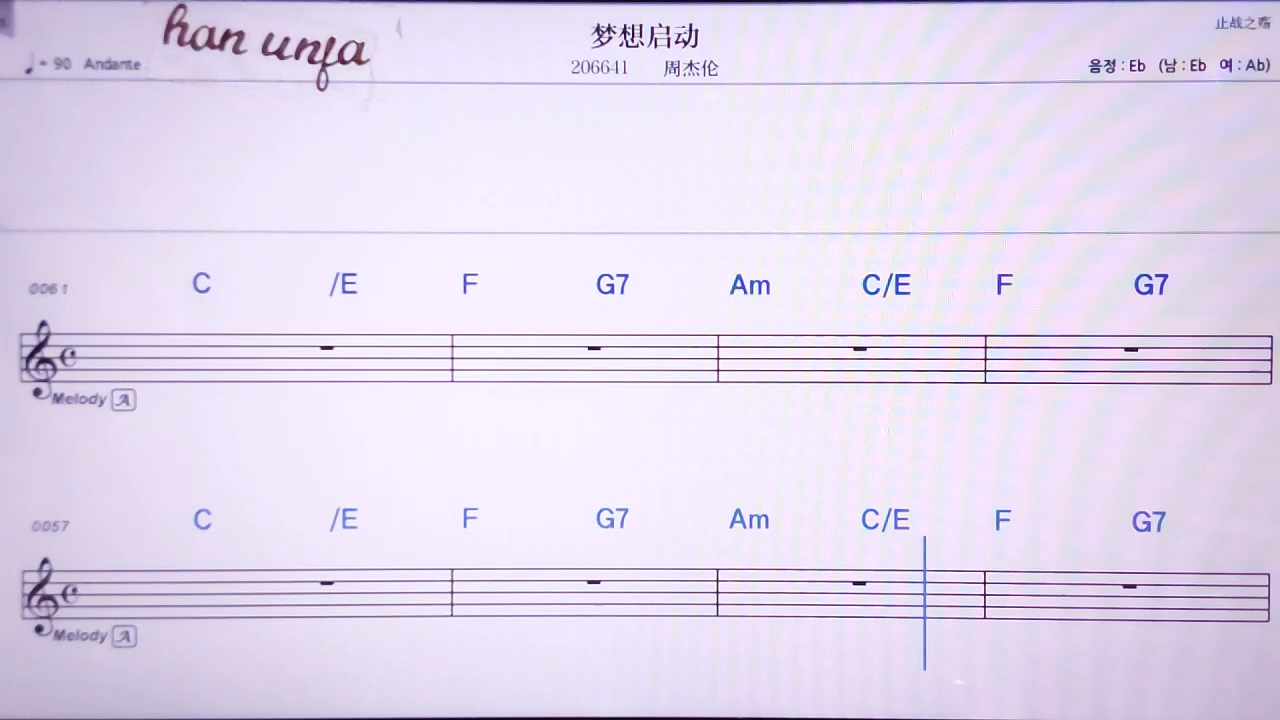 han unfa
梦想启动
止战之殇
♩ = 90 Andante
206641 周杰伦
음정 : Eb (남 : Eb 여 : Ab)
0061
C /E F G7 Am C/E F G7
Melody A
0057
C /E F G7 Am C/E F G7
Melody A